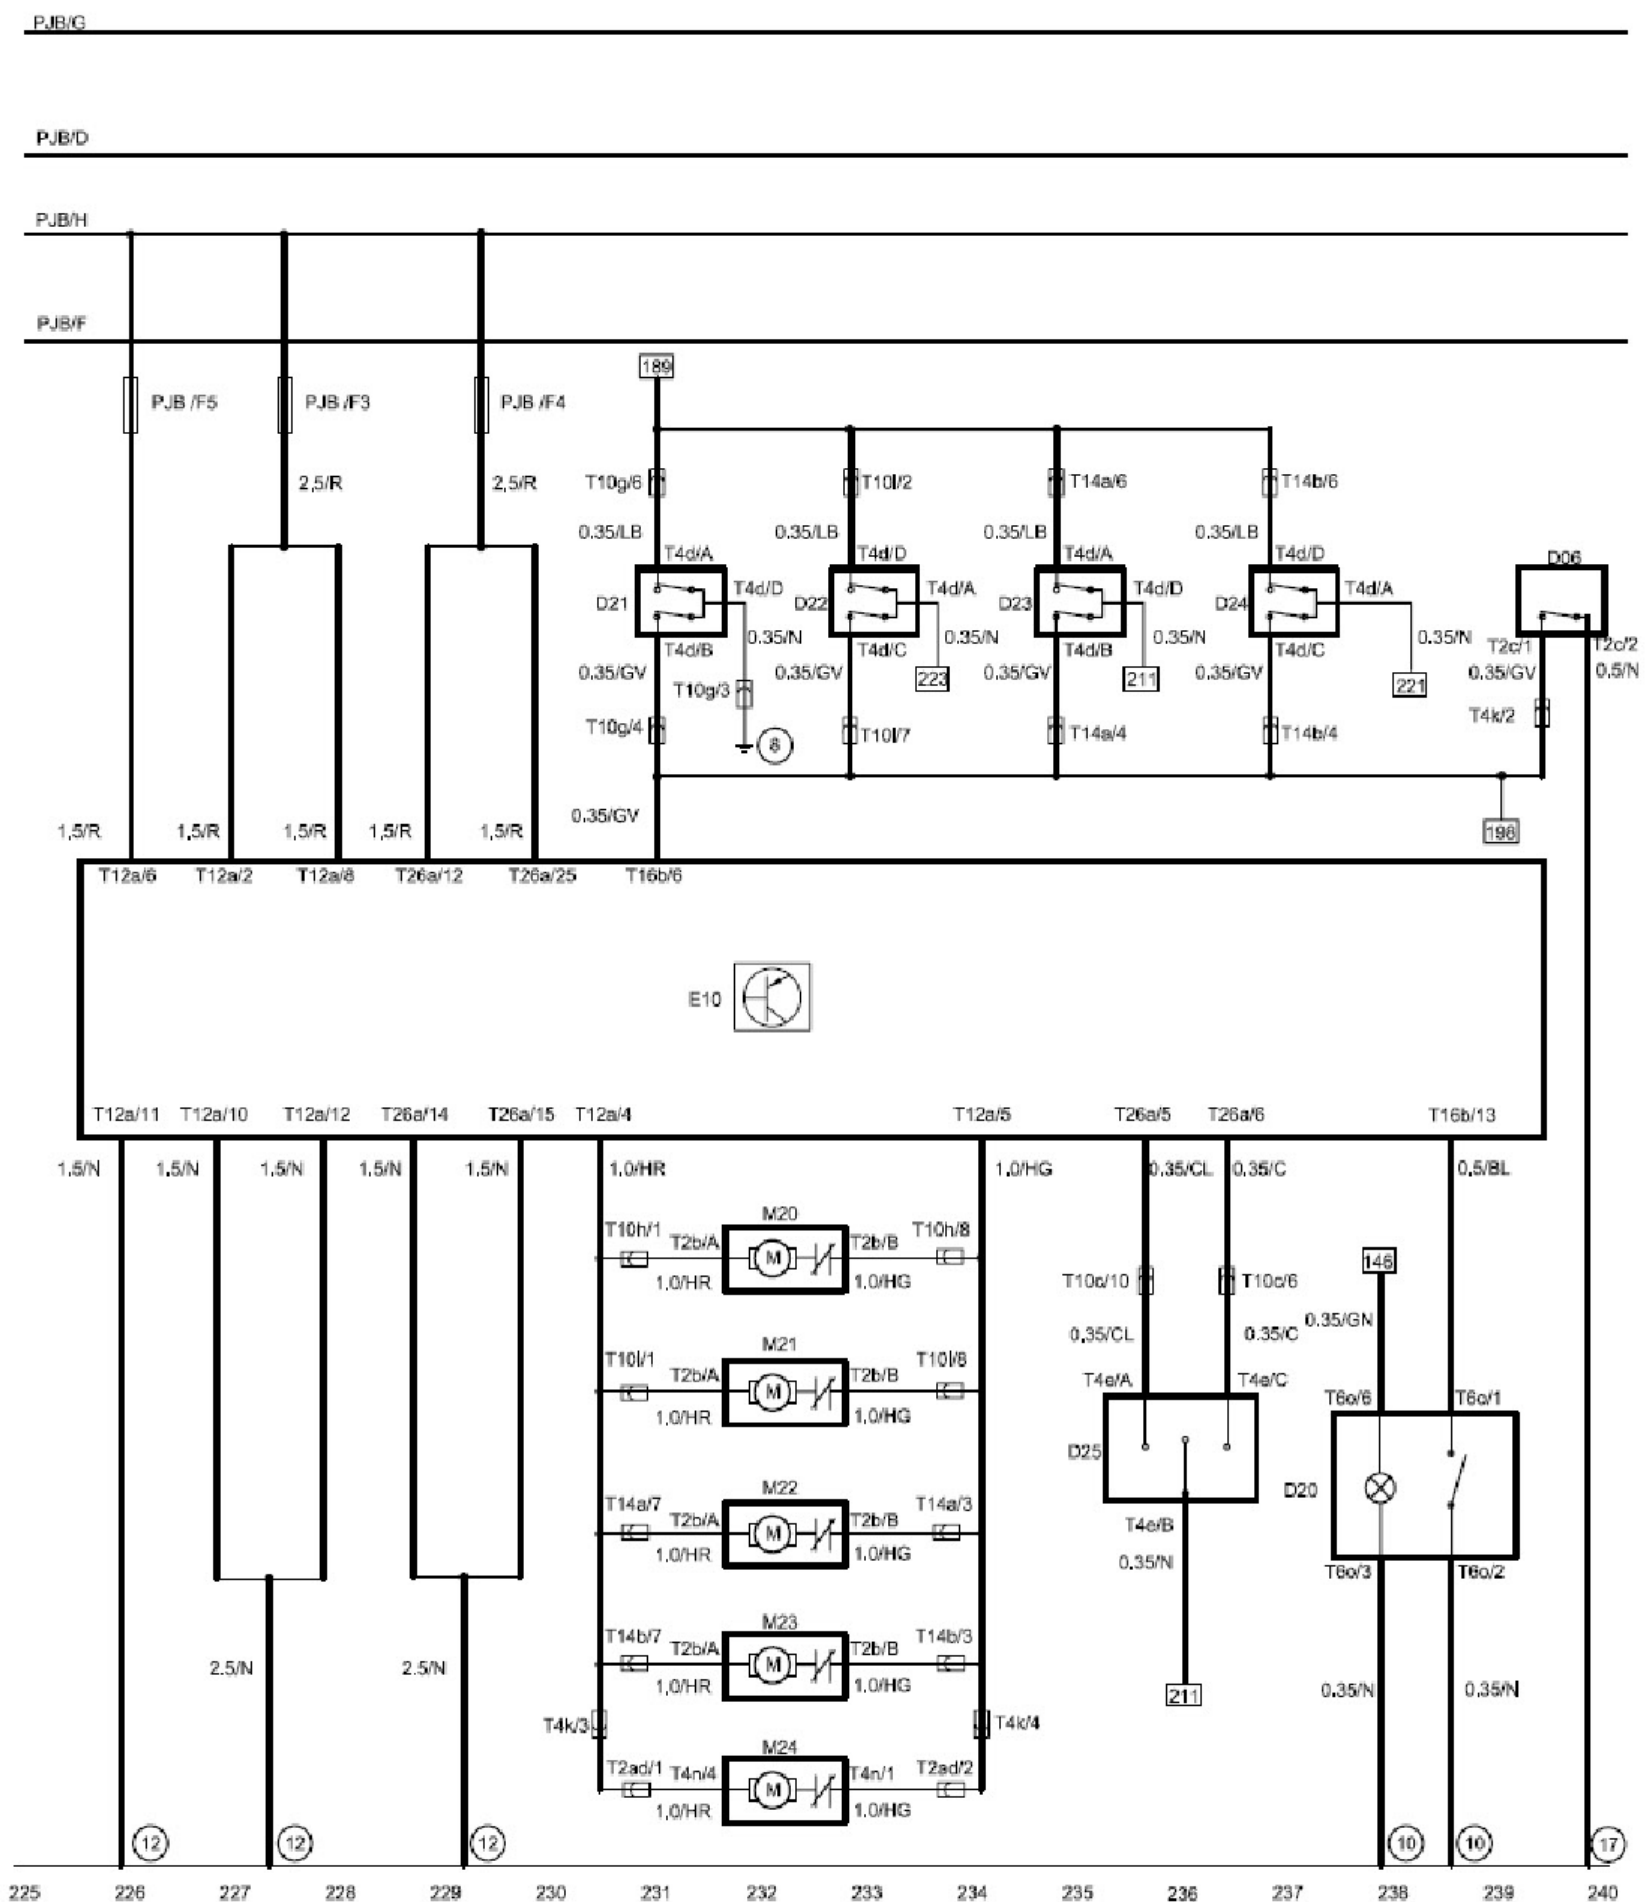 PJB/G
PJB/D
PJB/H
PJB/F
189
PJB /F5 PJB /F3 PJB /F4
2,5/R 2,5/R T10g/6 T10l/2 T14a/6 T14b/6
0.35/LB 0.35/LB 0.35/LB 0.35/LB
T4d/A T4d/D T4d/A T4d/D D06
T4d/D T4d/A T4d/D T4d/A
D21 D22 D23 D24
0.35/N 0.35/N 0.35/N 0.35/N
T4d/B T4d/C T4d/B T4d/C T2c/1 T2c/2
0.35/GV 0.35/GV 0.35/GV 0.35/GV 0.35/GV 0.5/N
T10g/3 223 211 221
T10g/4 T10l/7 T14a/4 T14b/4 T4k/2
8
0.35/GV
1,5/R 1,5/R 1,5/R 1,5/R 1,5/R 198
T12a/6 T12a/2 T12a/8 T26a/12 T26a/25 T16b/6
E10
T12a/11 T12a/10 T12a/12 T26a/14 T26a/15 T12a/4 T12a/5 T26a/5 T26a/6 T16b/13
1.5/N 1.5/N 1.5/N 1.5/N 1.5/N 1.0/HR 1.0/HG 0.35/CL 0.35/C 0.5/BL
M20
T10h/1 T2b/A M T2b/B T10h/8
1.0/HR 1.0/HG
T10c/10 T10c/6 146
0.35/CL 0.35/C 0.35/GN
M21
T10l/1 T2b/A M T2b/B T10l/8
1.0/HR 1.0/HG
T4e/A T4e/C T6o/6 T6o/1
D25
D20
M22
T14a/7 T2b/A M T2b/B T14a/3
1.0/HR 1.0/HG
T4e/B
0.35/N
T6o/3 T6o/2
M23
T14b/7 T2b/A M T2b/B T14b/3
1.0/HR 1.0/HG
2.5/N 2.5/N
211 0.35/N 0.35/N
T4k/3 T4k/4
M24
T2ad/1 T4n/4 M T4n/1 T2ad/2
1.0/HR 1.0/HG
12 12 12 10 10 17
225 226 227 228 229 230 231 232 233 234 235 236 237 238 239 240